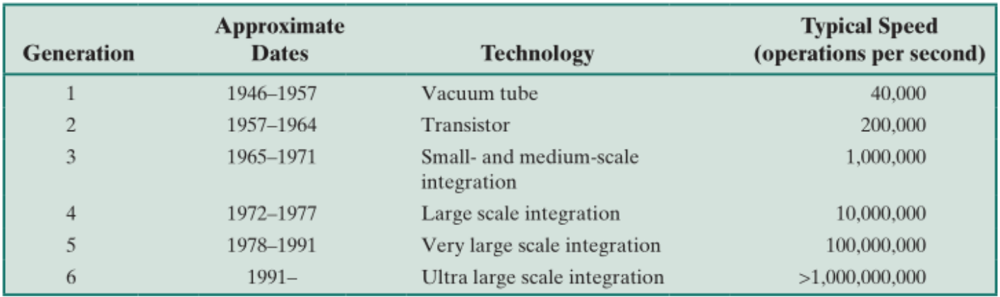 Generation Approximate Dates Technology Typical Speed (operations per second)
1 1946–1957 Vacuum tube 40,000
2 1957–1964 Transistor 200,000
3 1965–1971 Small- and medium-scale 1,000,000
integration
4 1972–1977 Large scale integration 10,000,000
5 1978–1991 Very large scale integration 100,000,000
6 1991– Ultra large scale integration >1,000,000,000